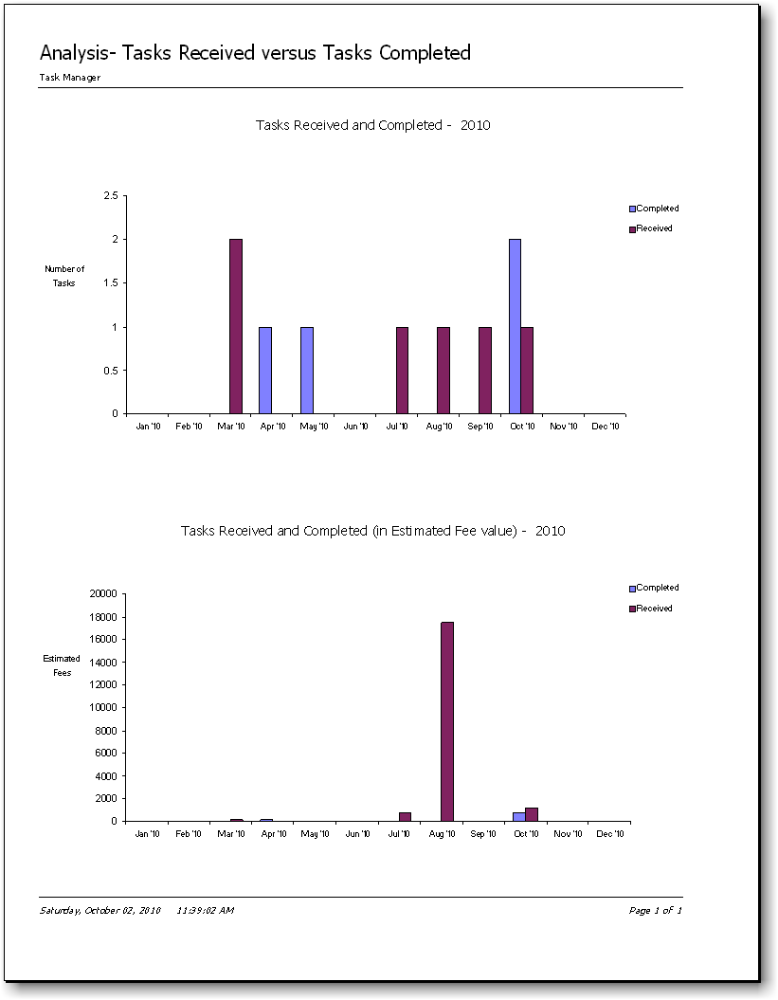 Analysis- Tasks Received versus Tasks Completed
Task Manager
Tasks Received and Completed -  2010
2.5
Completed
Received
2
Number of
Tasks
1.5
1
0.5
0
Jan '10 Feb '10 Mar '10 Apr '10 May '10 Jun '10 Jul '10 Aug '10 Sep '10 Oct '10 Nov '10 Dec '10
Tasks Received and Completed (in Estimated Fee value) -  2010
Completed
20000
Received
18000
16000
Estimated
Fees
14000
12000
10000
8000
6000
4000
2000
0
Jan '10 Feb '10 Mar '10 Apr '10 May '10 Jun '10 Jul '10 Aug '10 Sep '10 Oct '10 Nov '10 Dec '10
Saturday, October 02, 2010 11:39:02 AM Page 1 of 1